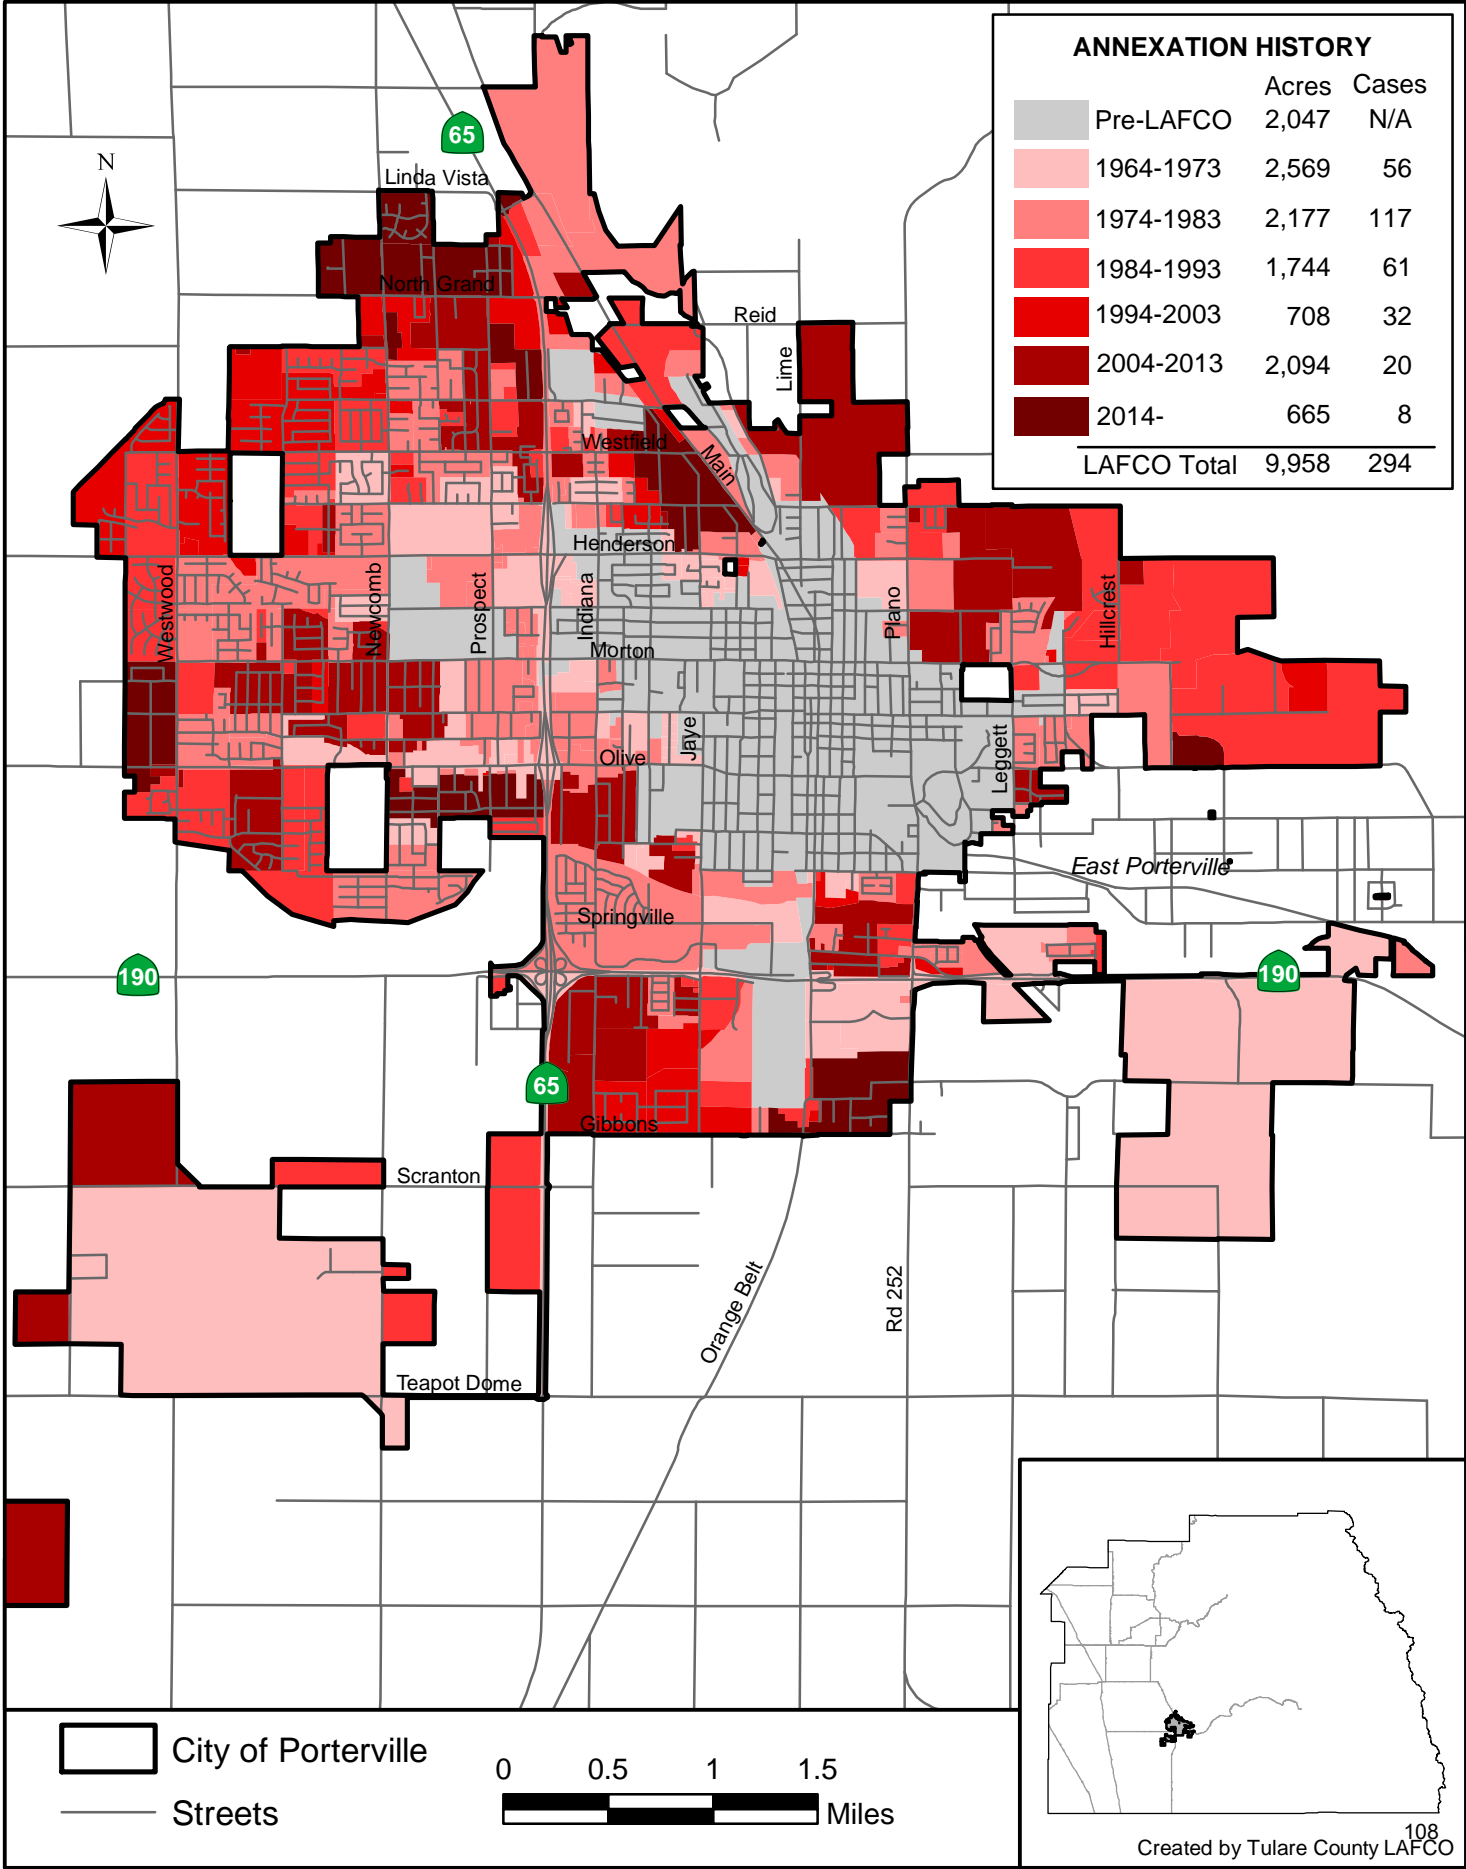 ANNEXATION HISTORY
Acres Cases
Pre-LAFCO 2,047 N/A
1964-1973 2,569 56
1974-1983 2,177 117
1984-1993 1,744 61
1994-2003 708 32
2004-2013 2,094 20
2014- 665 8
LAFCO Total 9,958 294
65
N
Linda Vista
North Grand
Reid
Lime
Westfield
Main
Henderson
Westwood
Newcomb
Prospect
Indiana
Plano
Hillcrest
Morton
Jaye
Olive
Leggett
East Porterville
Springville
190
190
65
Gibbons
Scranton
Orange Belt
Rd 252
Teapot Dome
City of Porterville
Streets
0 0.5 1 1.5
Miles
108
Created by Tulare County LAFCO